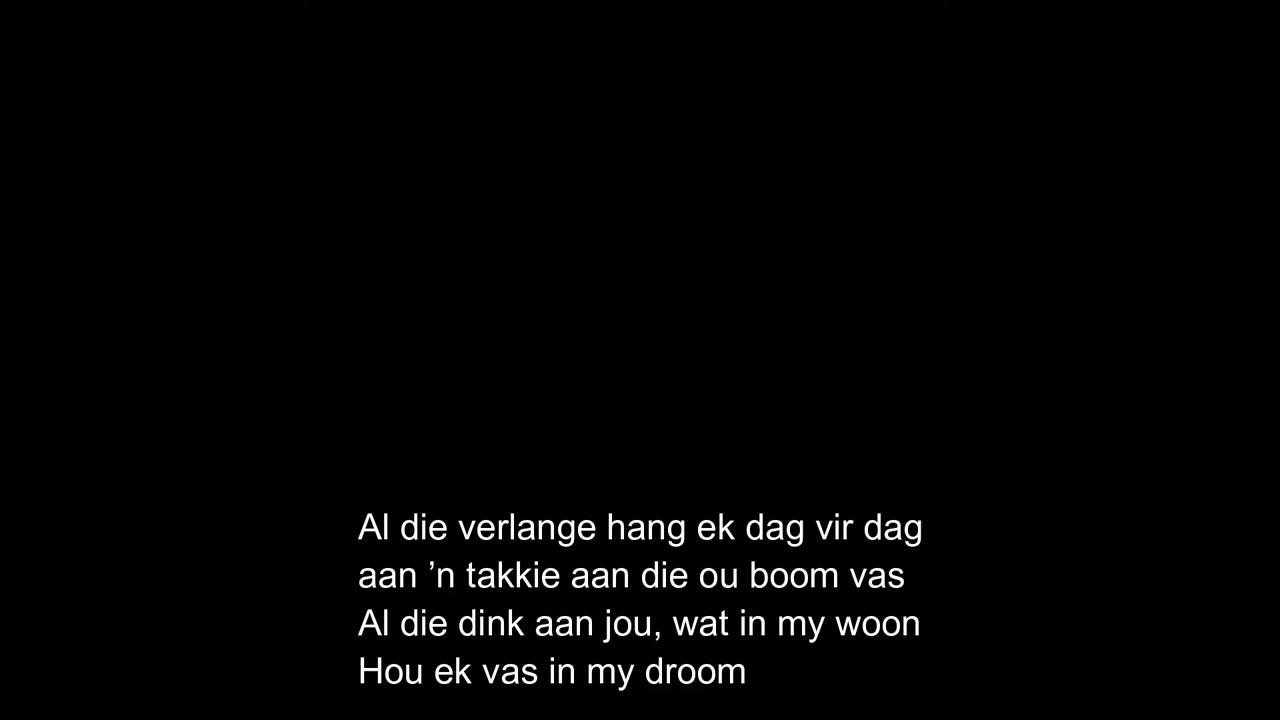 Al die verlange hang ek dag vir dag
aan ’n takkie aan die ou boom vas
Al die dink aan jou, wat in my woon
Hou ek vas in my droom